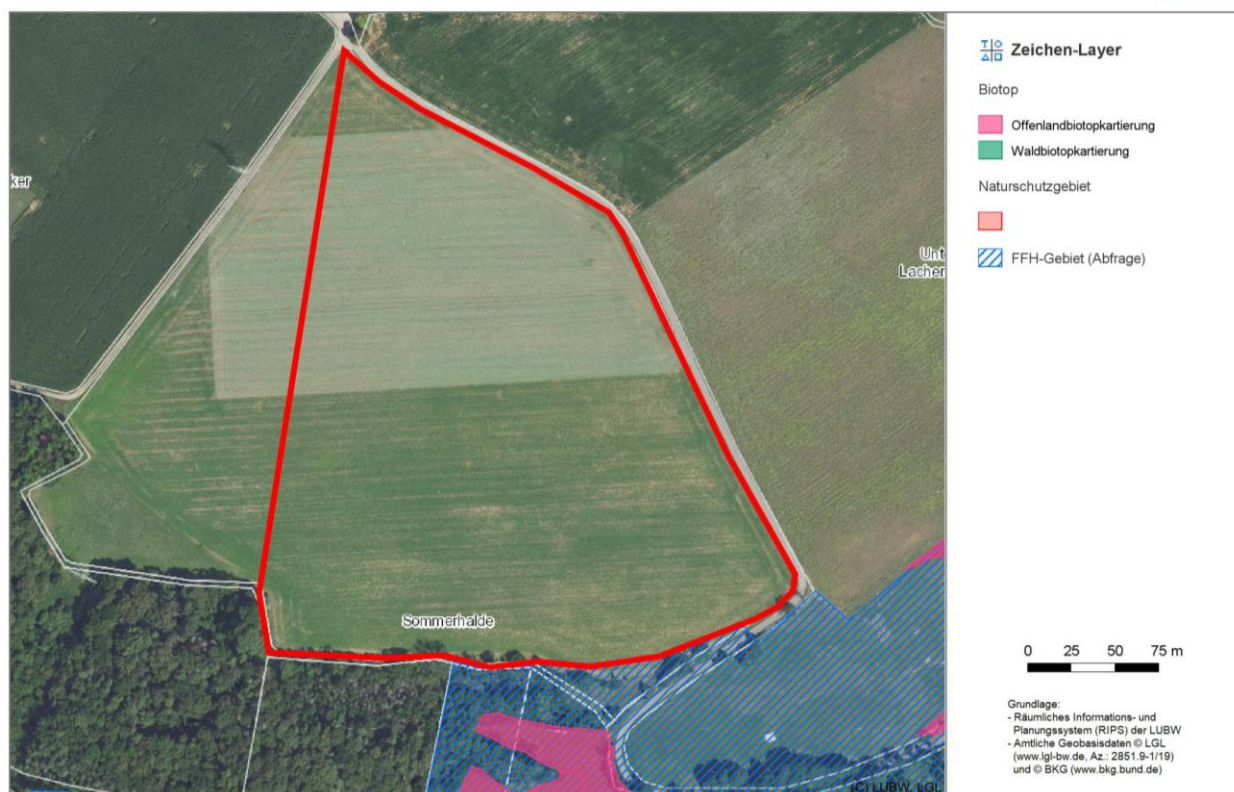 ker
Unt
Lacher
Sommerhalde
(C) LUBW, LGL
Zeichen-Layer
Biotop
Offenlandbiotopkartierung
Waldbiotopkartierung
Naturschutzgebiet
FFH-Gebiet (Abfrage)
0 25 50 75 m
Grundlage:
- Räumliches Informations- und
Planungssystem (RIPS) der LUBW
- Amtliche Geobasisdaten © LGL
(www.lgl-bw.de, Az.: 2851.9-1/19)
und © BKG (www.bkg.bund.de)